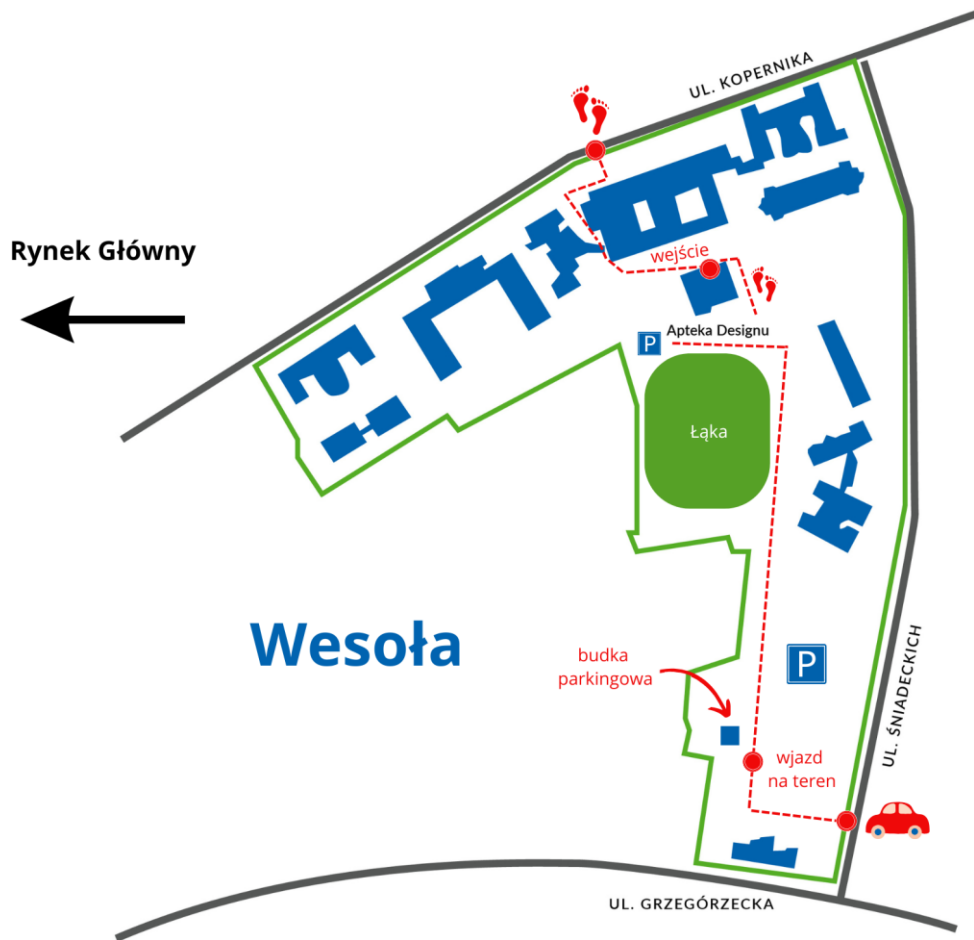 UL. KOPERNIKA
Rynek Główny
wejście
P
Apteka Designu
Łąka
Wesoła
budka
parkingowa
P
UL. ŚNIADECKICH
wjazd
na teren
UL. GRZEGÓRZECKA